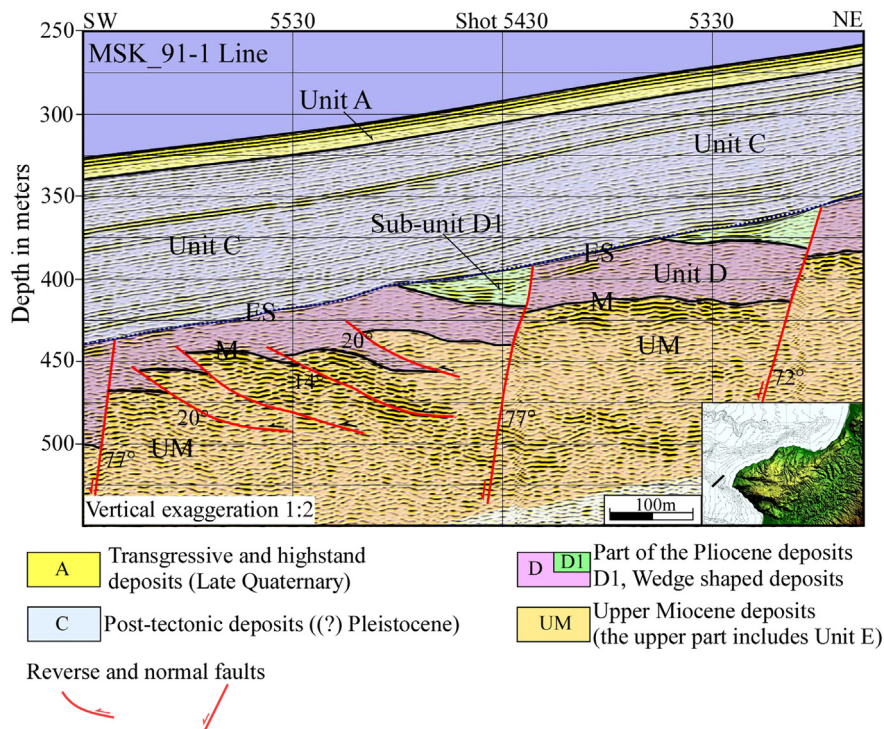 SW 5530 Shot 5430 5330 NE
250
MSK_91-1 Line
Unit A
300
Unit C
350
Sub-unit D1
Unit C
ES
Depth in meters
400
Unit D
ES
M
20°
UM
M
450
14°
72°
20°
77°
UM
77°
500
Vertical exaggeration 1:2
100m
A Transgressive and highstand
deposits (Late Quaternary)
D D1 Part of the Pliocene deposits
D1, Wedge shaped deposits
C Post-tectonic deposits ((?) Pleistocene)
UM Upper Miocene deposits
(the upper part includes Unit E)
Reverse and normal faults